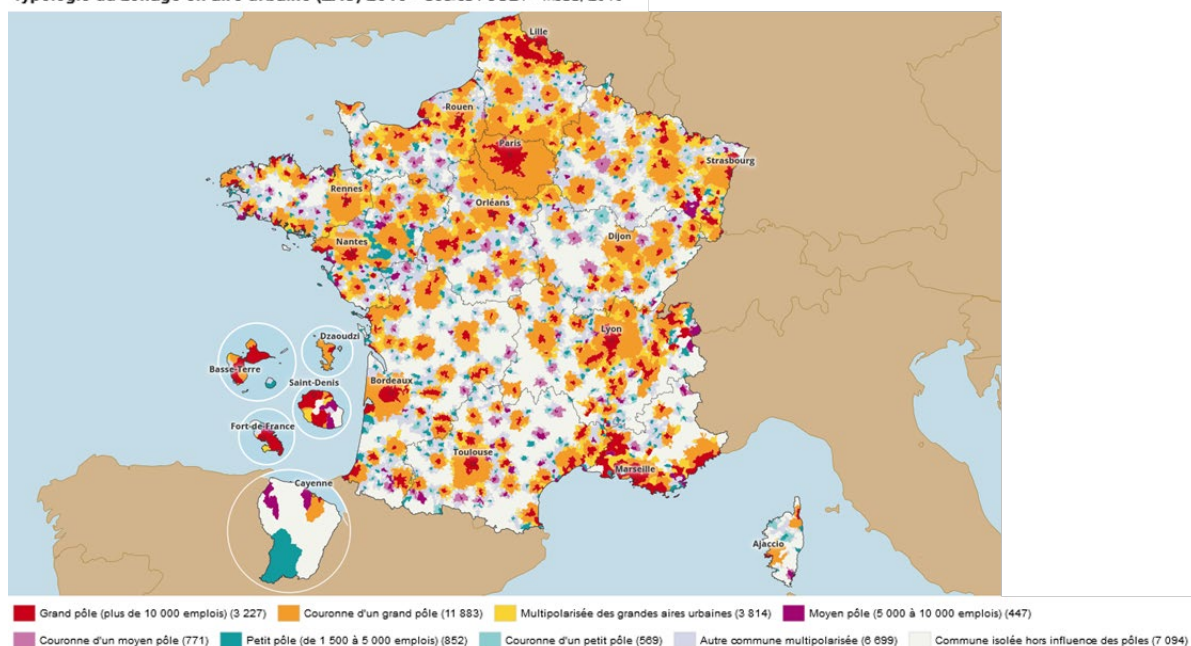 Lille
Rouen
Paris
Strasbourg
Rennes
Orléans
Nantes
Dijon
Lyon
Dzaoudzi
Basse-Terre
Saint-Denis
Bordeaux
Fort-de-France
Toulouse
Marseille
Cayenne
Ajaccio
Grand pôle (plus de 10 000 emplois) (3 227) Couronne d'un grand pôle (11 883) Multipolarisée des grandes aires urbaines (3 814) Moyen pôle (5 000 à 10 000 emplois) (447)
Couronne d'un moyen pôle (771) Petit pôle (de 1 500 à 5 000 emplois) (852) Couronne d'un petit pôle (569) Autre commune multipolarisée (6 699) Commune isolée hors influence des pôles (7 094)